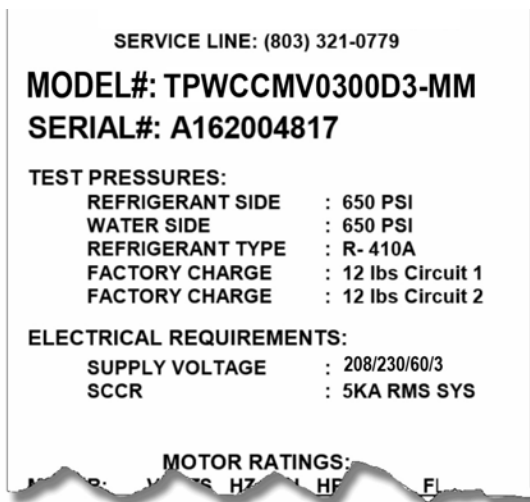 SERVICE LINE: (803) 321-0779
MODEL#: TPWCCMV0300D3-MM
SERIAL#: A162004817
TEST PRESSURES:
REFRIGERANT SIDE : 650 PSI
WATER SIDE : 650 PSI
REFRIGERANT TYPE : R- 410A
FACTORY CHARGE : 12 lbs Circuit 1
FACTORY CHARGE : 12 lbs Circuit 2
ELECTRICAL REQUIREMENTS:
SUPPLY VOLTAGE : 208/230/60/3
SCCR : 5KA RMS SYS
MOTOR RATINGS:
HZ